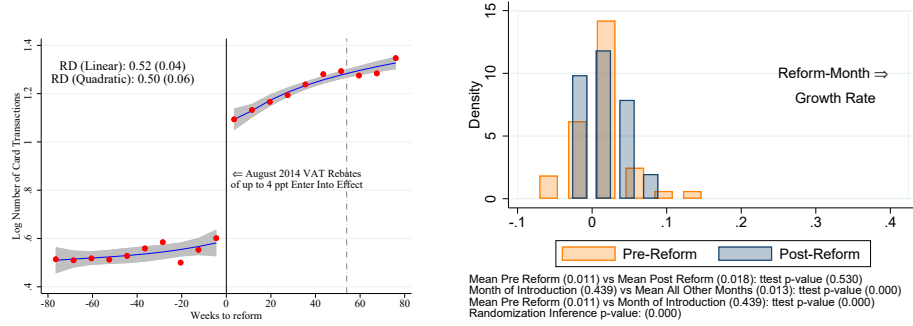 RD (Linear): 0.52 (0.04)
RD (Quadratic): 0.50 (0.06)
⇐ August 2014 VAT Rebates
of up to 4 ppt Enter Into Effect
Log Number of Card Transactions
.4
.6
.8
1
1.2
1.4
-80
-60
-40
-20
0
20
40
60
80
Weeks to reform
Reform-Month ⇒
Growth Rate
Density
0
5
10
15
-.1
0
.1
.2
.3
.4
Pre-Reform
Post-Reform
Mean Pre Reform (0.011) vs Mean Post Reform (0.018): ttest p-value (0.530)
Month of Introduction (0.439) vs Mean All Other Months (0.013): ttest p-value (0.000)
Mean Pre Reform (0.011) vs Month of Introduction (0.439): ttest p-value (0.000)
Randomization Inference p-value: (0.000)